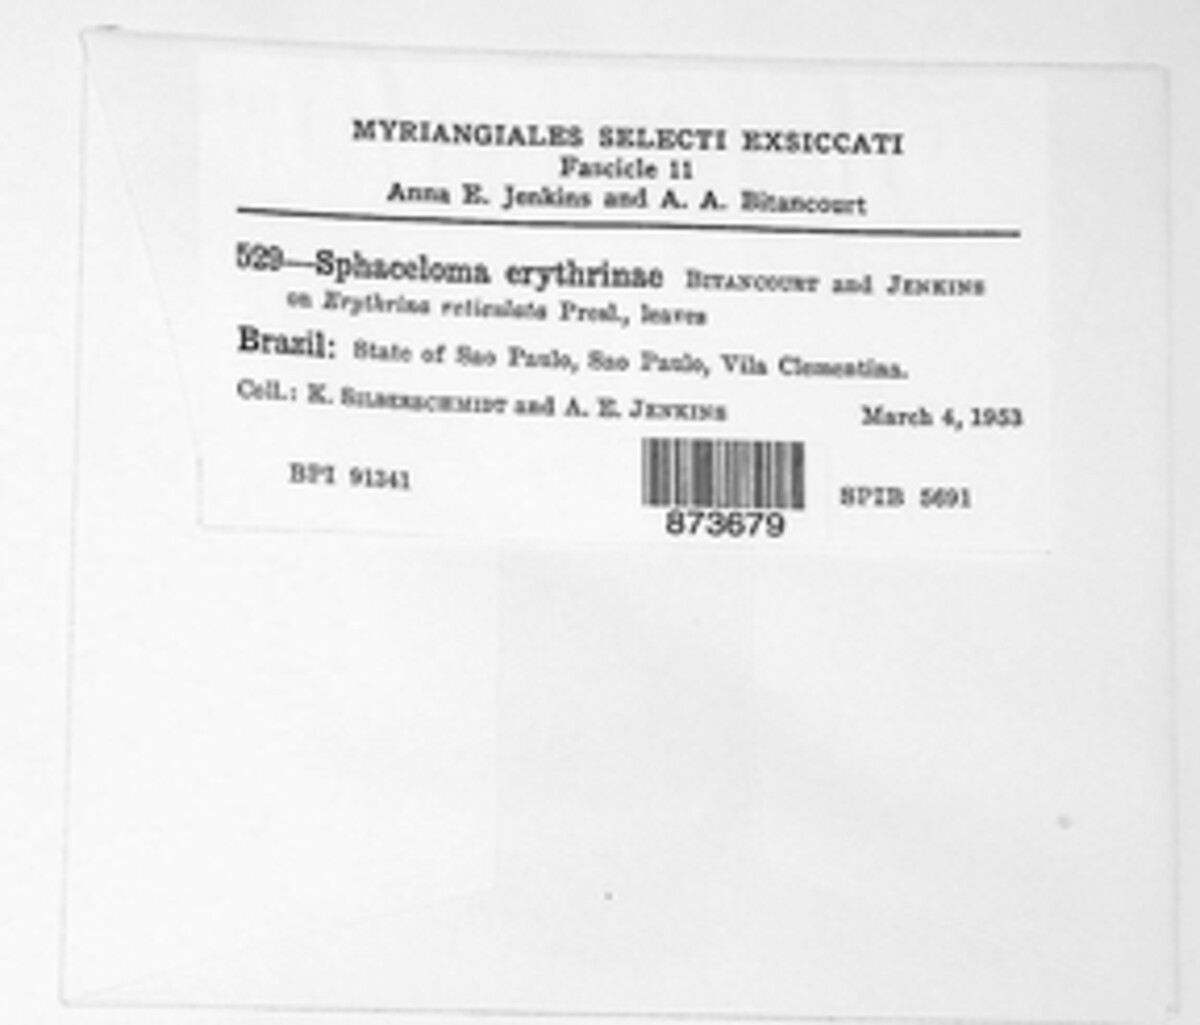 MYRIANGIALES SELECTI EXSICCATI
Fascicle 11
Anna E. Jenkins and A. A. Bitancourt
529—Sphaceloma erythrinae BITANCOURT and JENKINS
on Erythrina reticulata Presl., leaves
Brazil: State of Sao Paulo, Sao Paulo, Vila Clementina.
Coll.: K. SILBERSCHMIDT and A. E. JENKINS March 4, 1953
BPI 91341 SPIB 5691
873679